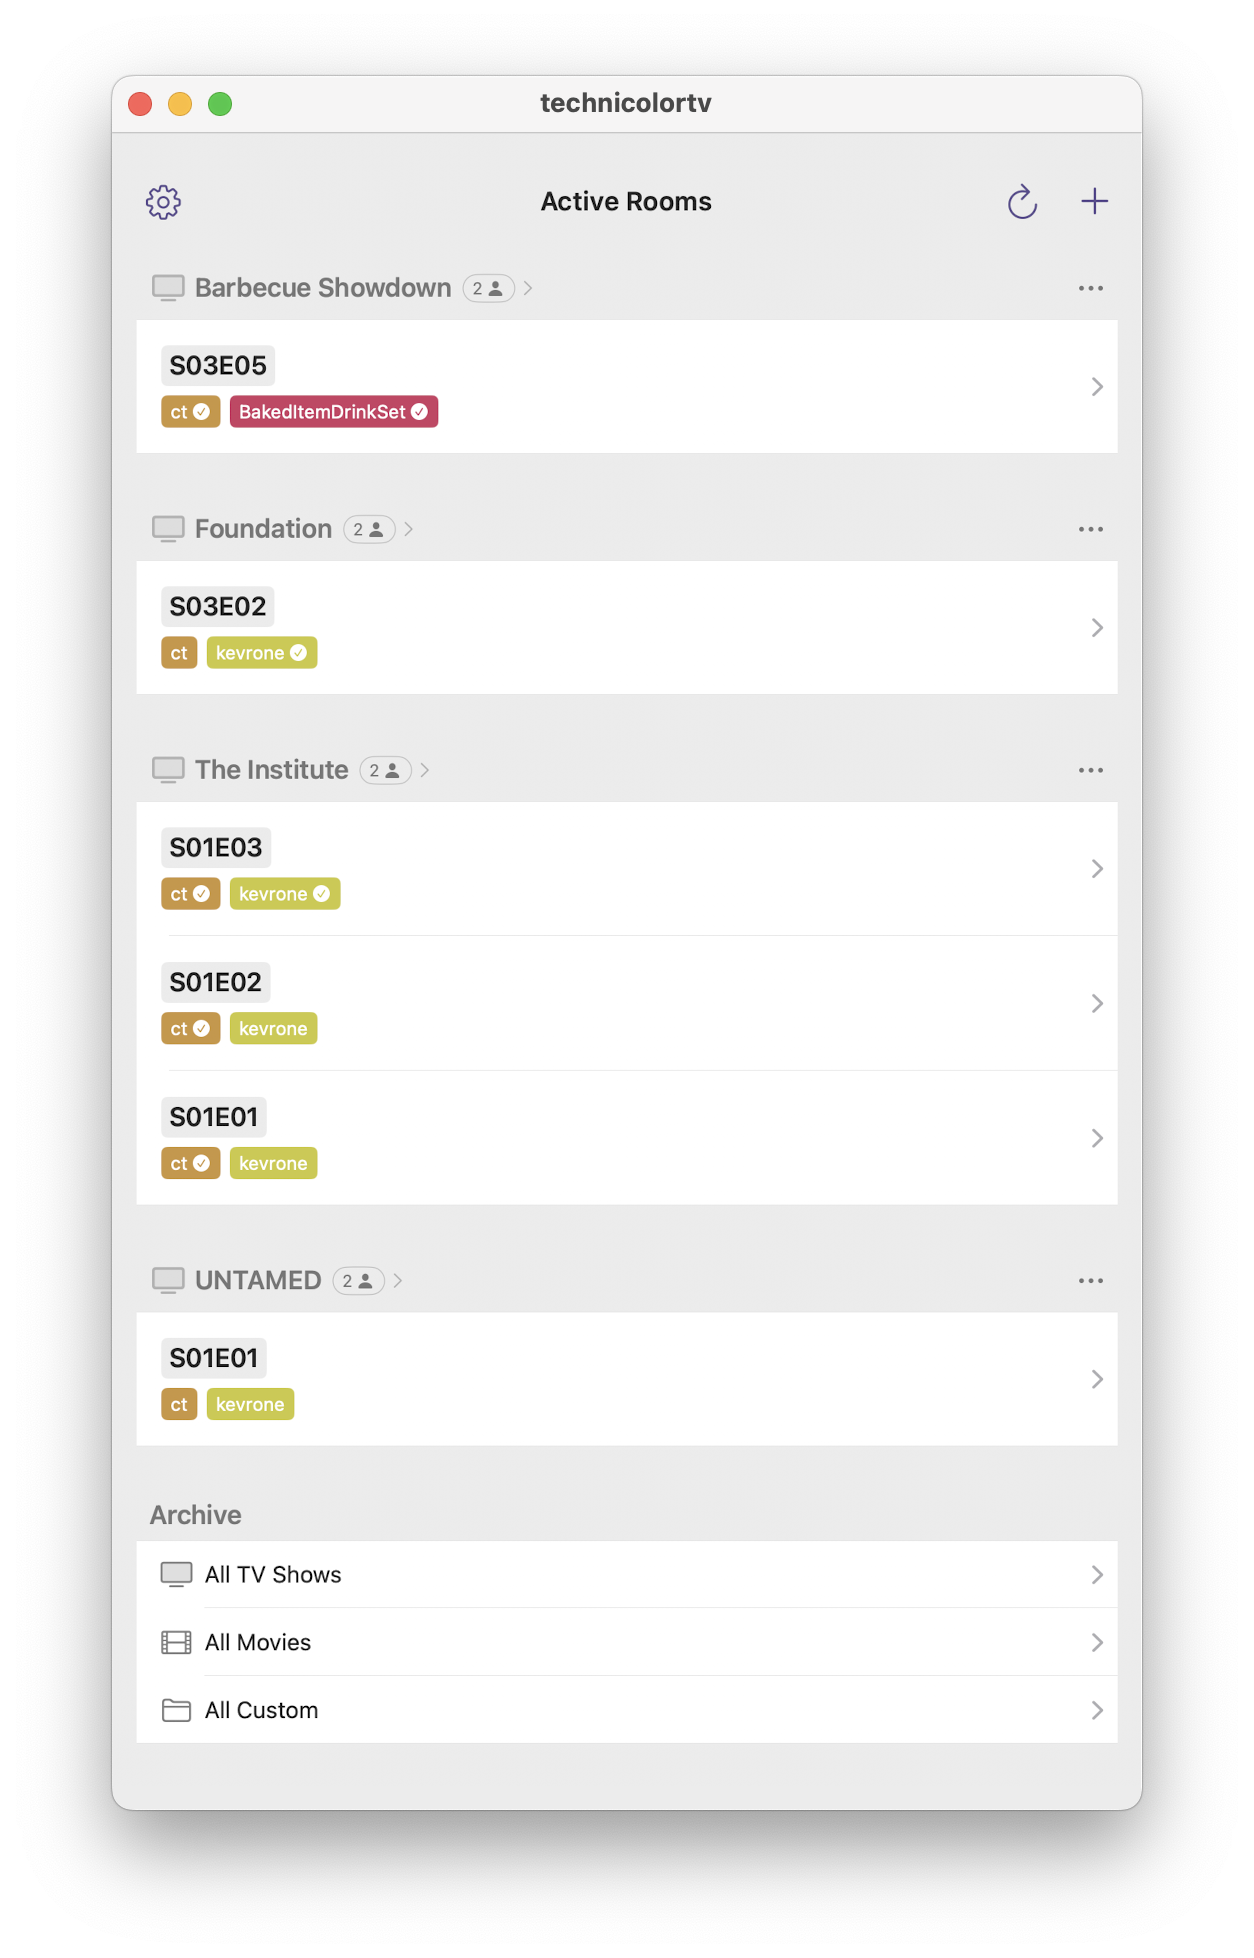 technicolortv
Active Rooms
Barbecue Showdown 2
S03E05
ct BakedItemDrinkSet
Foundation 2
S03E02
ct kevrone
The Institute 2
S01E03
ct kevrone
S01E02
ct kevrone
S01E01
ct kevrone
UNTAMED 2
S01E01
ct kevrone
Archive
All TV Shows
All Movies
All Custom